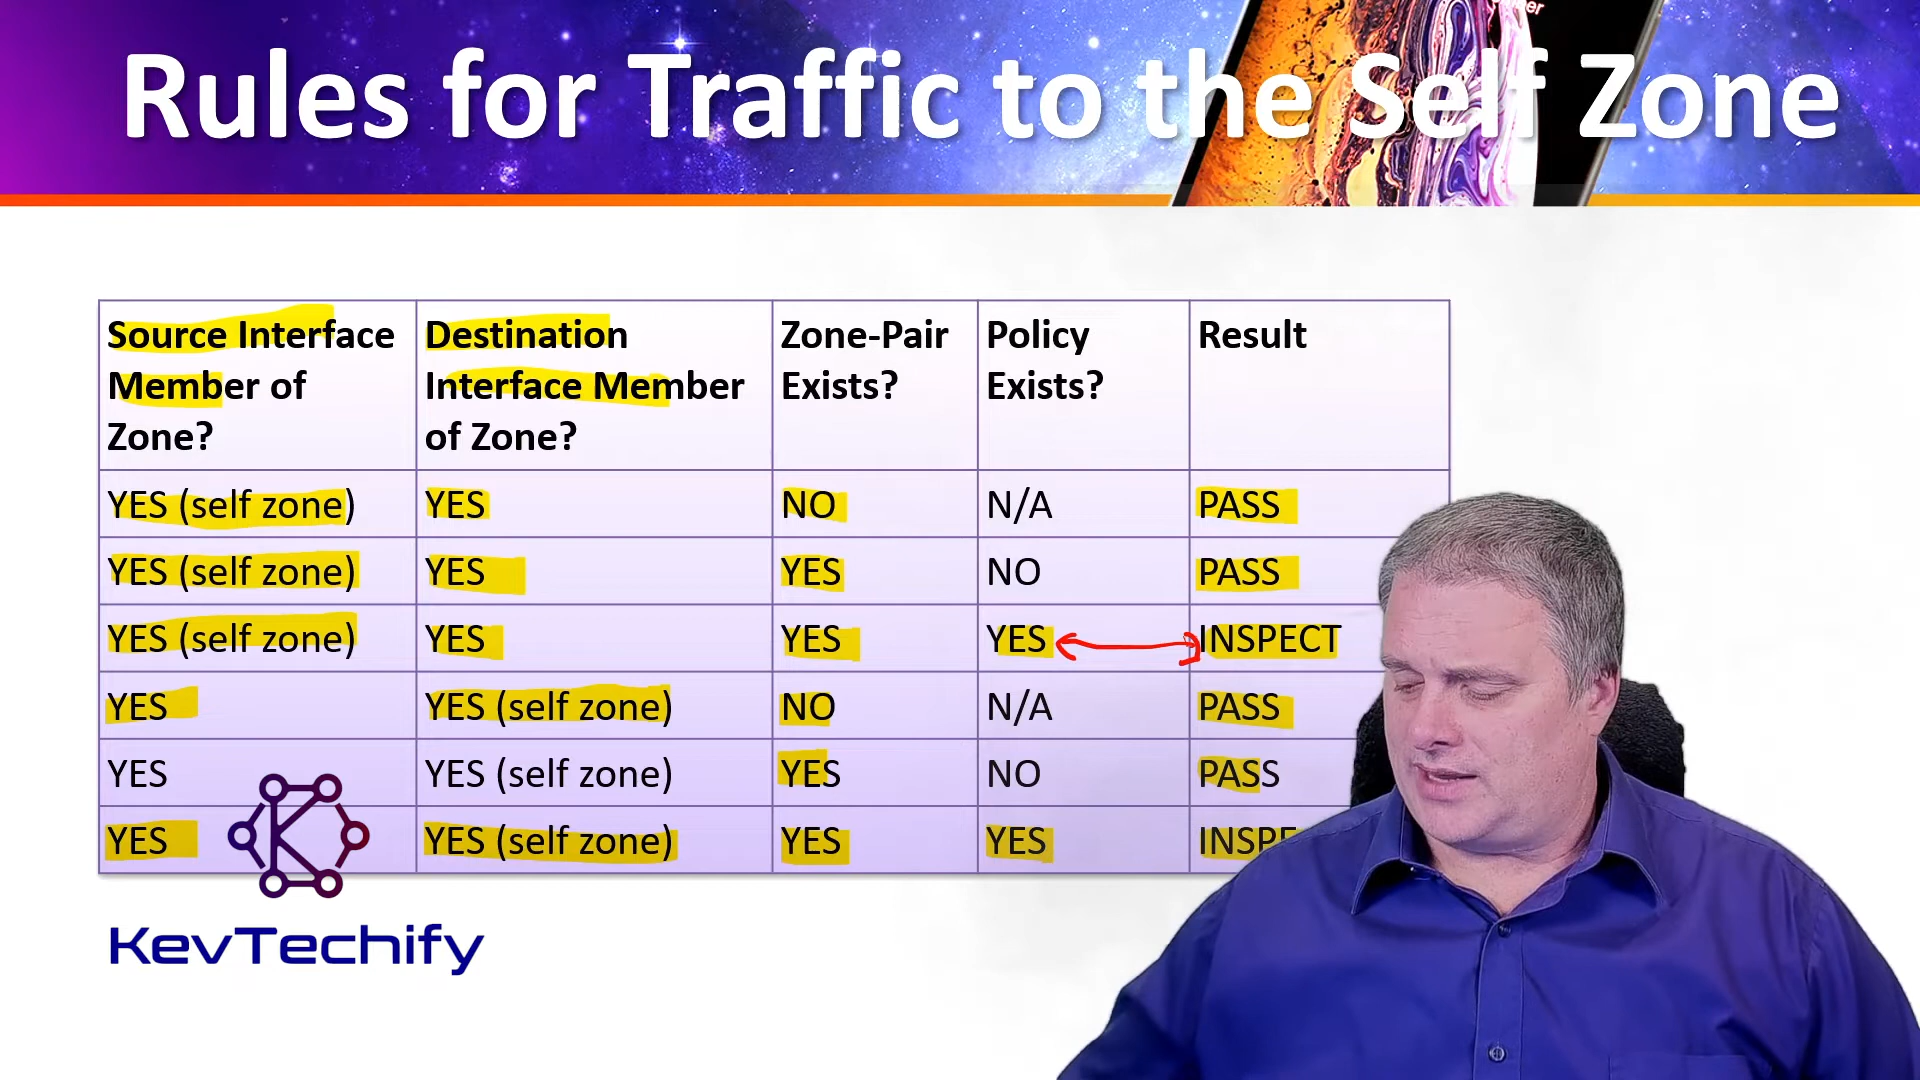 Rules for Traffic to the Self Zone
Source Interface Member of Zone? Destination Interface Member of Zone? Zone-Pair Exists? Policy Exists? Result
YES (self zone) YES NO N/A PASS
YES (self zone) YES YES NO PASS
YES (self zone) YES YES YES INSPECT
YES YES (self zone) NO N/A PASS
YES YES (self zone) YES NO PASS
YES YES (self zone) YES YES INSPE
KevTechify